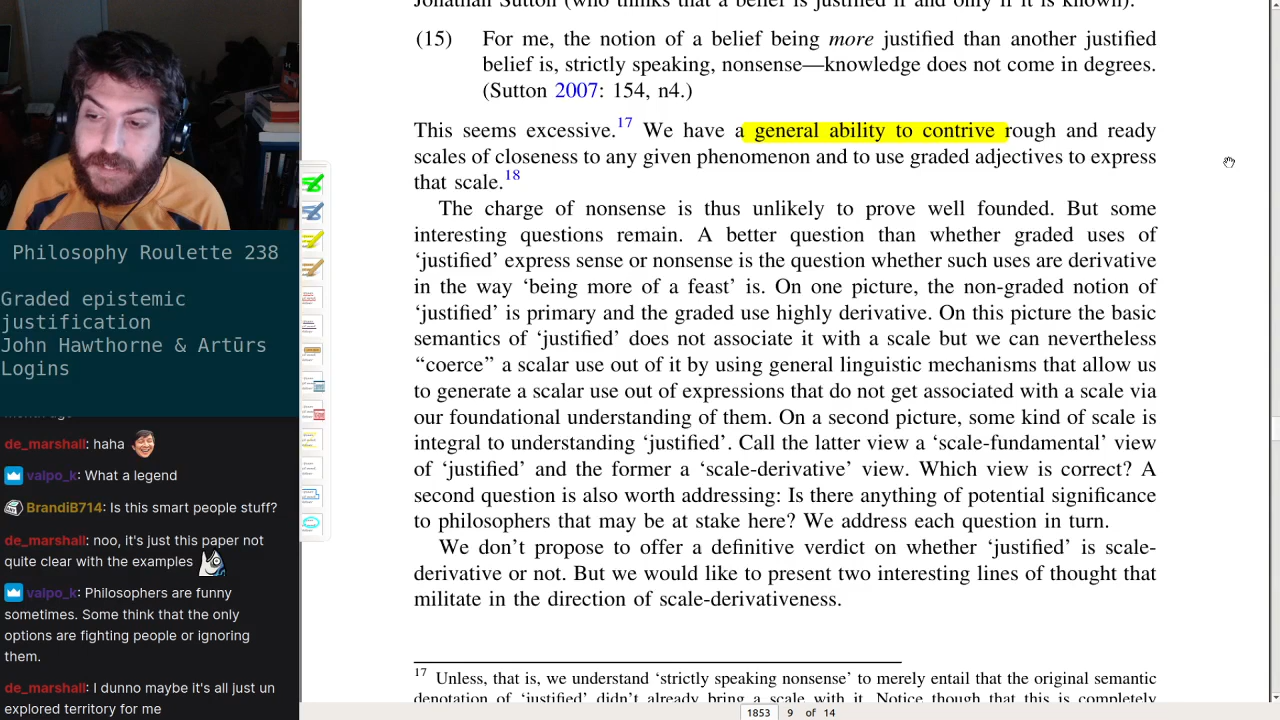 Philosophy Roulette 238
Graded epistemic
justification
John Hawthorne & Artūrs
Logins
de_marshall: haha
valpo_k: What a legend
BrandiB714: Is this smart people stuff?
de_marshall: noo, it's just this paper not
quite clear with the examples
valpo_k: Philosophers are funny
sometimes. Some think that the only
options are fighting people or ignoring
them.
de_marshall: I dunno maybe it's all just un
explored territory for me
Jonathan Sutton (who thinks that a belief is justified if and only if it is known).
(15) For me, the notion of a belief being more justified than another justified
belief is, strictly speaking, nonsense—knowledge does not come in degrees.
(Sutton 2007: 154, n4.)
This seems excessive.17 We have a general ability to contrive rough and ready
scales of closeness to any given phenomenon and to use graded adjectives to express
that scale.18
The charge of nonsense is thus unlikely to prove well founded. But some
interesting questions remain. A better question than whether graded uses of
‘justified’ express sense or nonsense is the question whether such uses are derivative
in the way ‘being more of a feast’ is. On one picture, the non-graded notion of
‘justified’ is primary and the graded use highly derivative. On this picture the basic
semantics of ‘justified’ does not associate it with a scale, but we can nevertheless
“coerce” a scalar use out of it by using general linguistic mechanisms that allow us
to generate a scalar use out of expressions that do not get associated with a scale via
our foundational understanding of them. On a second picture, some kind of scale is
integral to understanding ‘justified’. Call the latter view a ‘scale-fundamental’ view
of ‘justified’ and the former a ‘scale-derivative’ view. Which view is correct? A
second question is also worth addressing: Is there anything of potential significance
to philosophers that may be at stake here? We address each question in turn.
We don’t propose to offer a definitive verdict on whether ‘justified’ is scale-
derivative or not. But we would like to present two interesting lines of thought that
militate in the direction of scale-derivativeness.
17 Unless, that is, we understand ‘strictly speaking nonsense’ to merely entail that the original semantic
denotation of ‘justified’ didn’t already bring a scale with it. Notice though that this is completely
1853 9 of 14